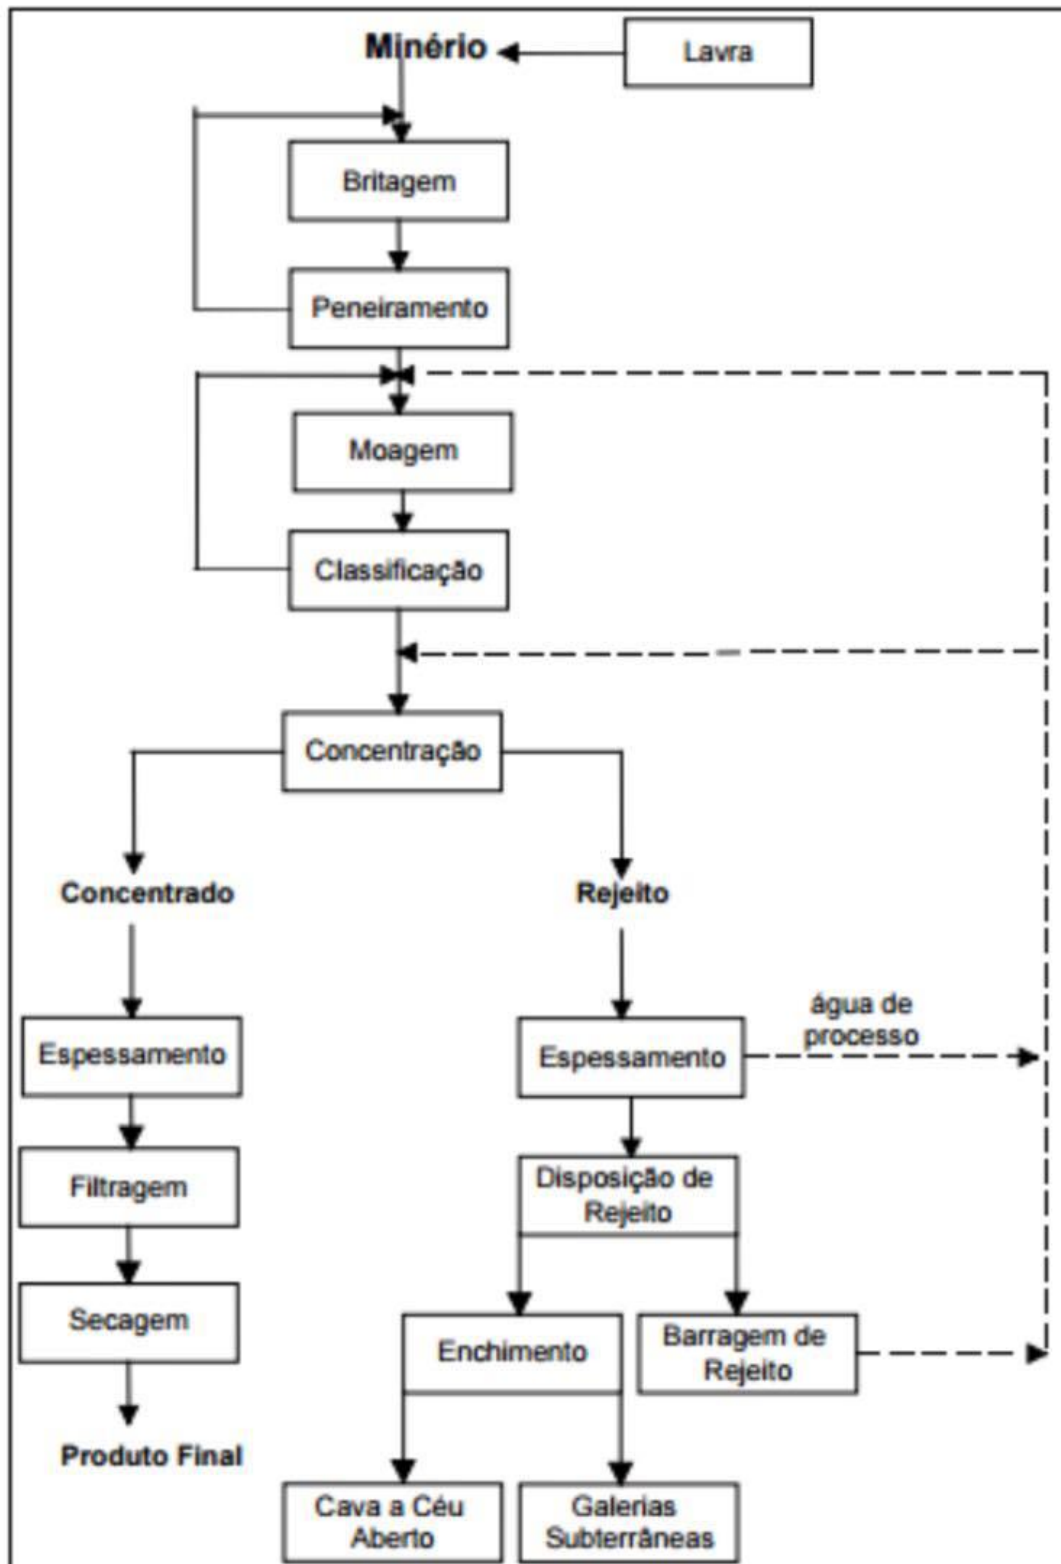 Minério
Lavra
Britagem
Peneiramento
Moagem
Classificação
Concentração
Concentrado
Rejeito
água de
processo
Espessamento
Espessamento
Disposição de
Rejeito
Filtragem
Secagem
Enchimento
Barragem de
Rejeito
Produto Final
Cava a Céu
Aberto
Galerias
Subterrâneas